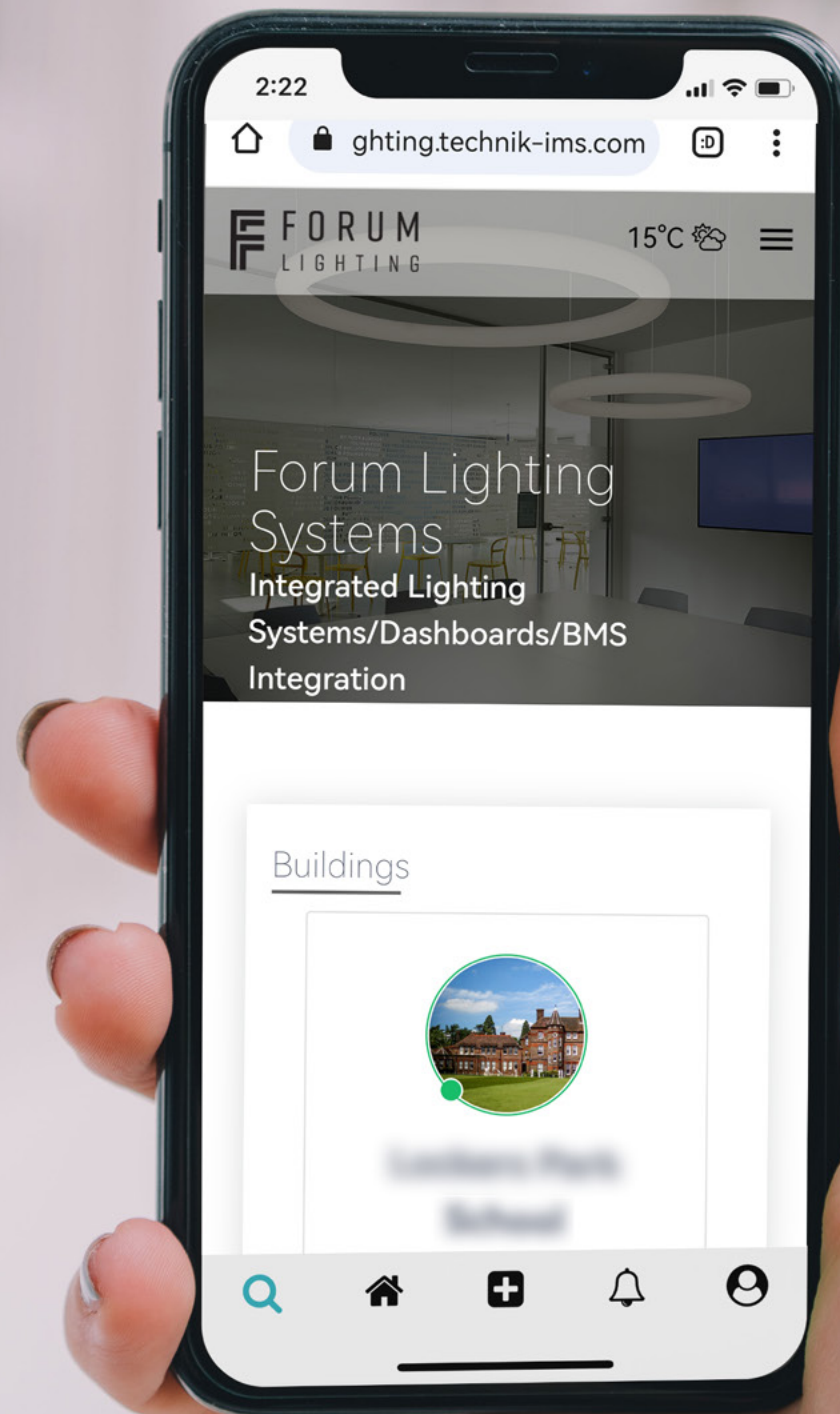 2:22
ghting.technik-ims.com
:D
FORUM
LIGHTING
15°C
Forum Lighting
Systems
Integrated Lighting
Systems/Dashboards/BMS
Integration
Buildings